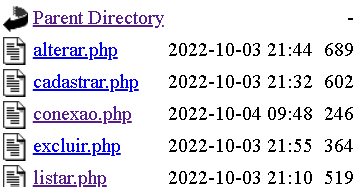 Parent Directory -
alterar.php 2022-10-03 21:44 689
cadastrar.php 2022-10-03 21:32 602
conexao.php 2022-10-04 09:48 246
excluir.php 2022-10-03 21:55 364
listar.php 2022-10-03 21:10 519